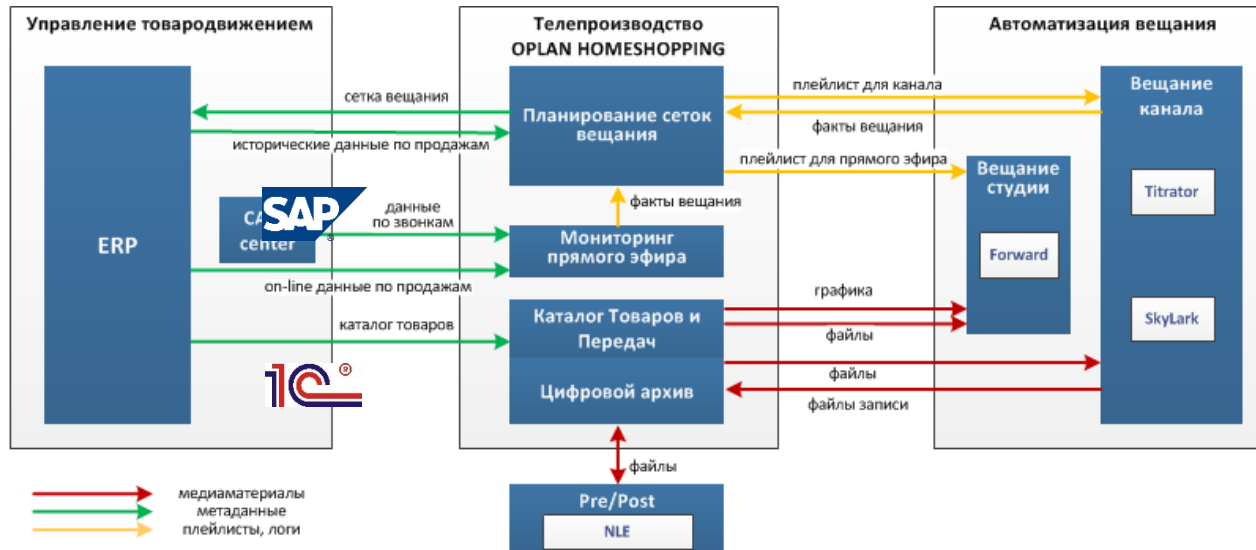 Управление товародвижением
ERP
CA
center
SAP
®
1С
®
сетка вещания
исторические данные по продажам
данные
по звонкам
on-line данные по продажам
каталог товаров
Телепроизводство
OPLAN HOMESHOPPING
Планирование сеток
вещания
факты вещания
Мониторинг
прямого эфира
Каталог Товаров и
Передач
Цифровой архив
файлы
Pre/Post
NLE
плейлист для канала
факты вещания
плейлист для прямого эфира
графика
файлы
файлы
файлы записи
Автоматизация вещания
Вещание
студии
Forward
Вещание
канала
Titrator
SkyLark
медиаматериалы
метаданные
плейлисты, логи